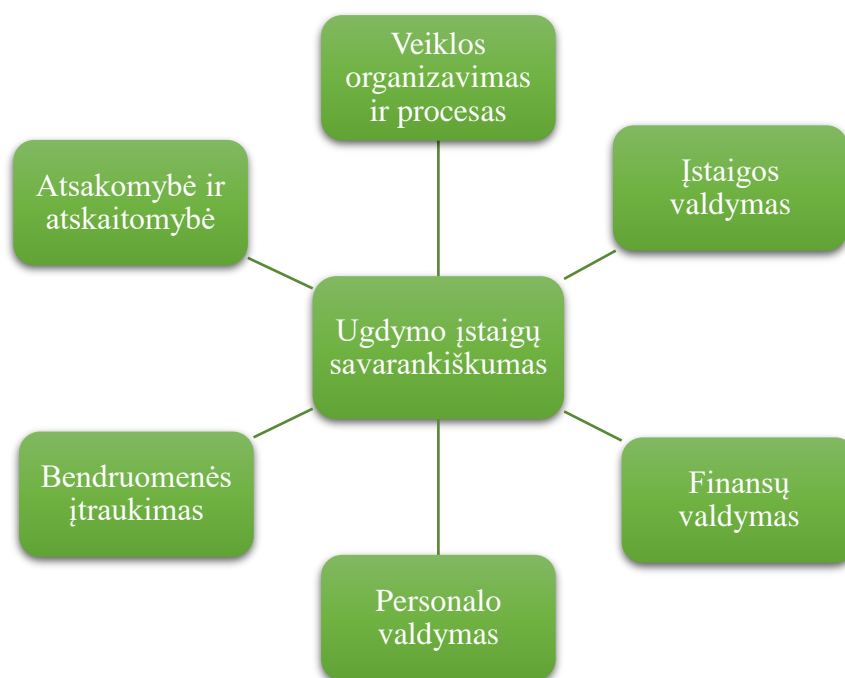 Veiklos
organizavimas
ir procesas
Atsakomybė ir
atskaitomybė
Įstaigos
valdymas
Ugdymo įstaigų
savarankiškumas
Bendruomenės
įtraukimas
Finansų
valdymas
Personalo
valdymas